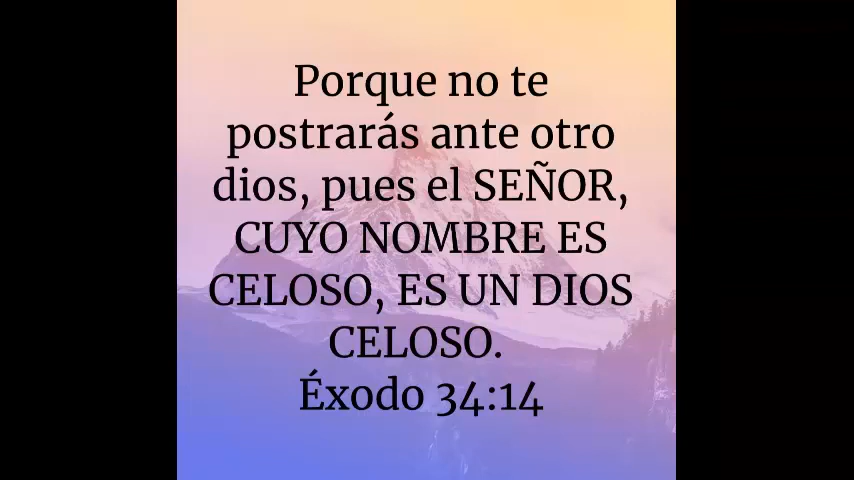 Porque no te
postrarás ante otro
dios, pues el SEÑOR,
CUYO NOMBRE ES
CELOSO, ES UN DIOS
CELOSO.
Éxodo 34:14